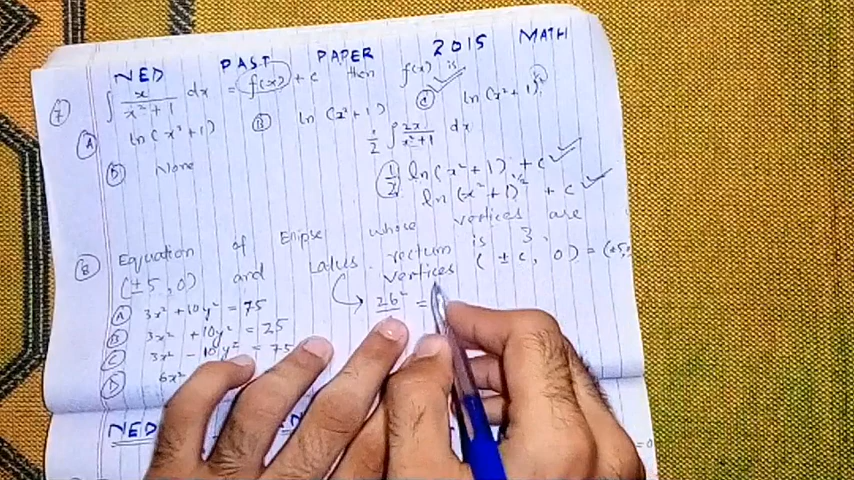 NED PAST PAPER 2015 MATH
7 ∫ x/(x² + 1) dx = f(x) + c then f(x) is
A ln(x² + 1) B ln(x² + 1) C ln(x² + 1)^1/2
D None
1/2 ∫ 2x/(x² + 1) dx
1/2 ln(x² + 1) + c
ln(x² + 1)^1/2 + c
8 Equation of Elipse whose vertices are
(±5, 0) and Latus rectum is 3.
vertices (±c, 0) = (±5,0
A 3x² + 10y² = 75
B 3x² + 10y² = 25
C 3x² - 10y² = 75
D 6x²
2b² =
NED